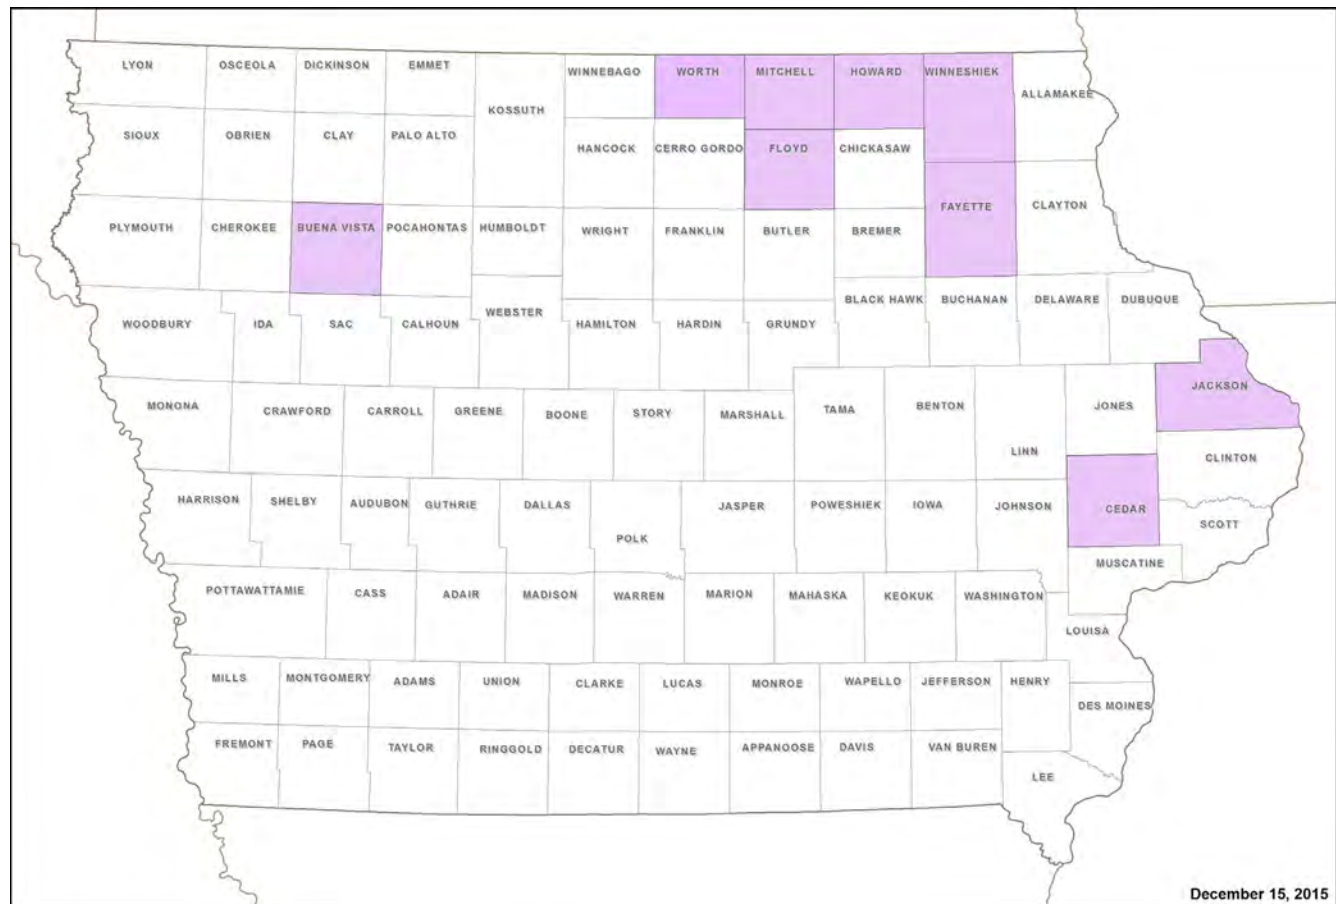 LYON OSCEOLA DICKINSON EMMET WINNEBAGO WORTH MITCHELL HOWARD WINNESHIEK
ALLAMAKEE
KOSSUTH
SIOUX OBRIEN CLAY PALO ALTO HANCOCK CERRO GORDO FLOYD CHICKASAW
FAYETTE CLAYTON
PLYMOUTH CHEROKEE BUENA VISTA POCAHONTAS HUMBOLDT WRIGHT FRANKLIN BUTLER BREMER
BLACK HAWK BUCHANAN DELAWARE DUBUQUE
WEBSTER
WOODBURY IDA SAC CALHOUN HAMILTON HARDIN GRUNDY
JACKSON
MONONA CRAWFORD CARROLL GREENE BOONE STORY MARSHALL TAMA BENTON JONES
LINN CLINTON
HARRISON SHELBY AUDUBON GUTHRIE DALLAS JASPER POWESHIEK IOWA JOHNSON CEDAR
SCOTT
POLK
MUSCATINE
POTTAWATTAMIE CASS ADAIR MADISON WARREN MARION MAHASKA KEOKUK WASHINGTON
LOUISA
MILLS MONTGOMERY ADAMS UNION CLARKE LUCAS MONROE WAPELLO JEFFERSON HENRY
DES MOINES
FREMONT PAGE TAYLOR RINGGOLD DECATUR WAYNE APPANOOSE DAVIS VAN BUREN
LEE
December 15, 2015